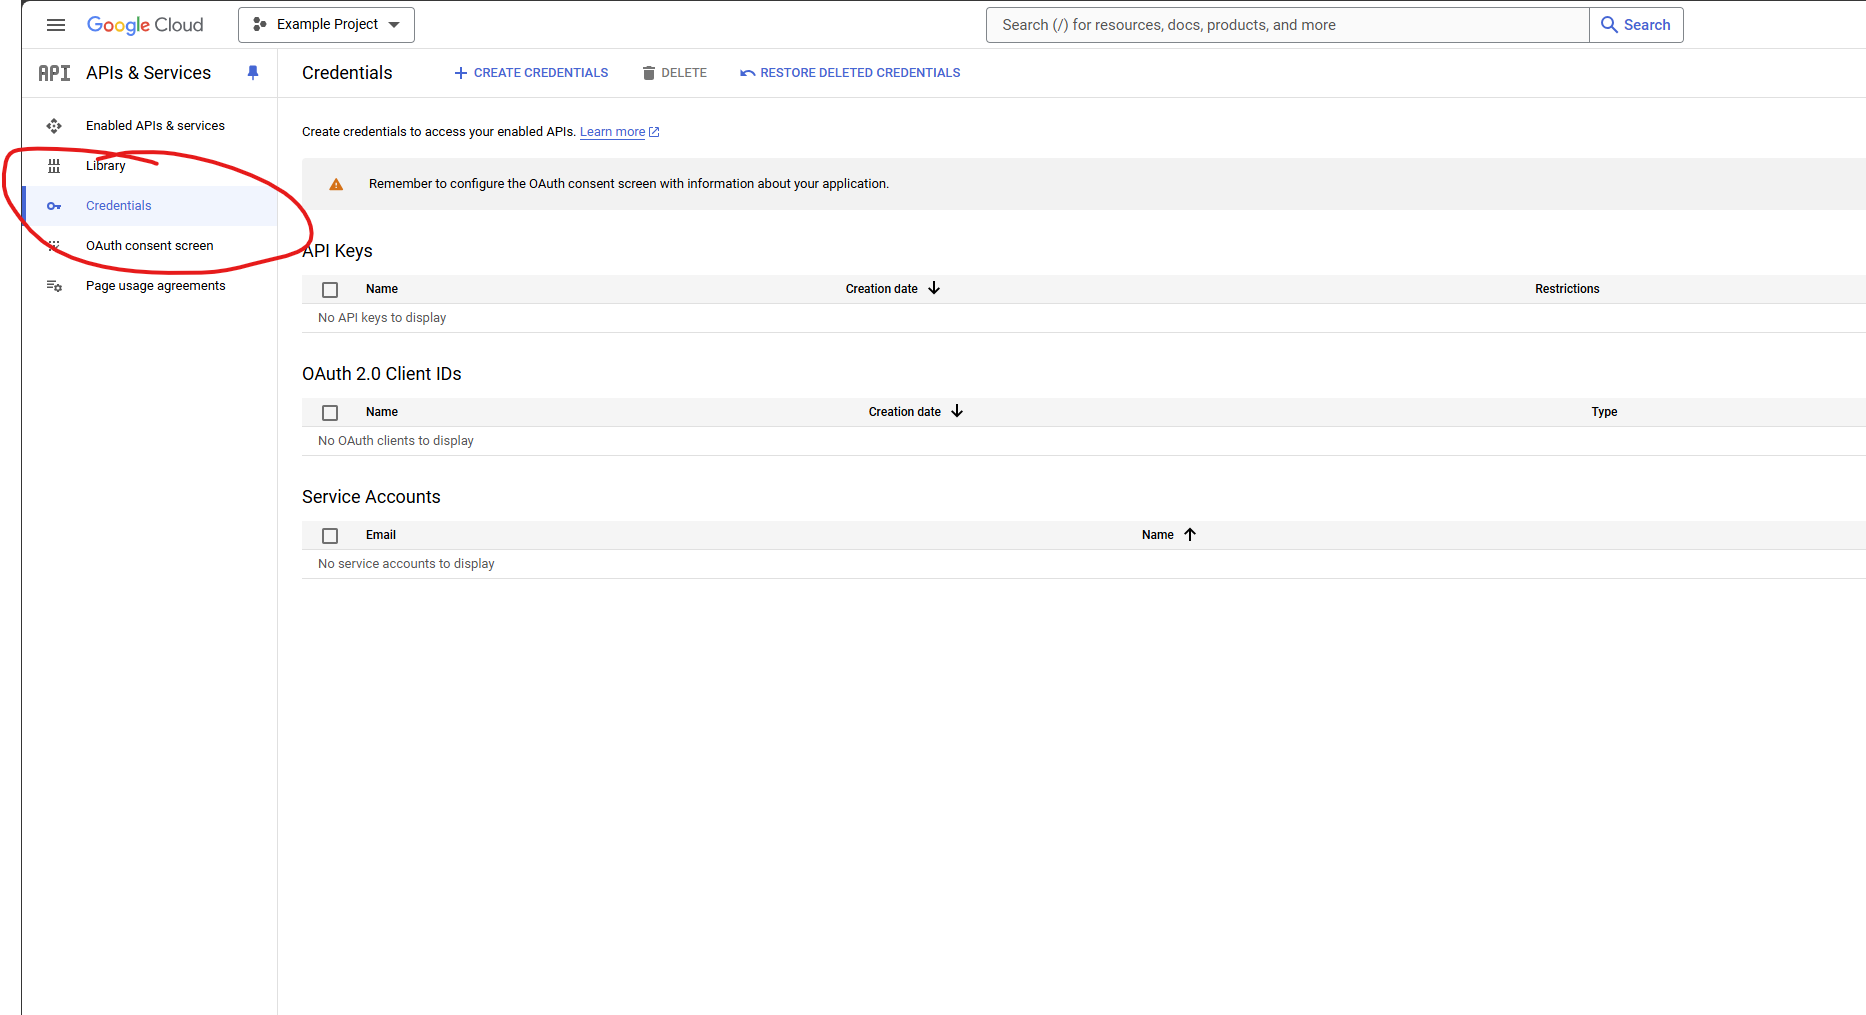 Google Cloud
Example Project
Search (/) for resources, docs, products, and more
Search
API APIs & Services
Credentials
CREATE CREDENTIALS
DELETE
RESTORE DELETED CREDENTIALS
Enabled APIs & services
Library
Credentials
OAuth consent screen
Page usage agreements
Create credentials to access your enabled APIs. Learn more
Remember to configure the OAuth consent screen with information about your application.
API Keys
Name Creation date Restrictions
No API keys to display
OAuth 2.0 Client IDs
Name Creation date Type
No OAuth clients to display
Service Accounts
Email Name
No service accounts to display